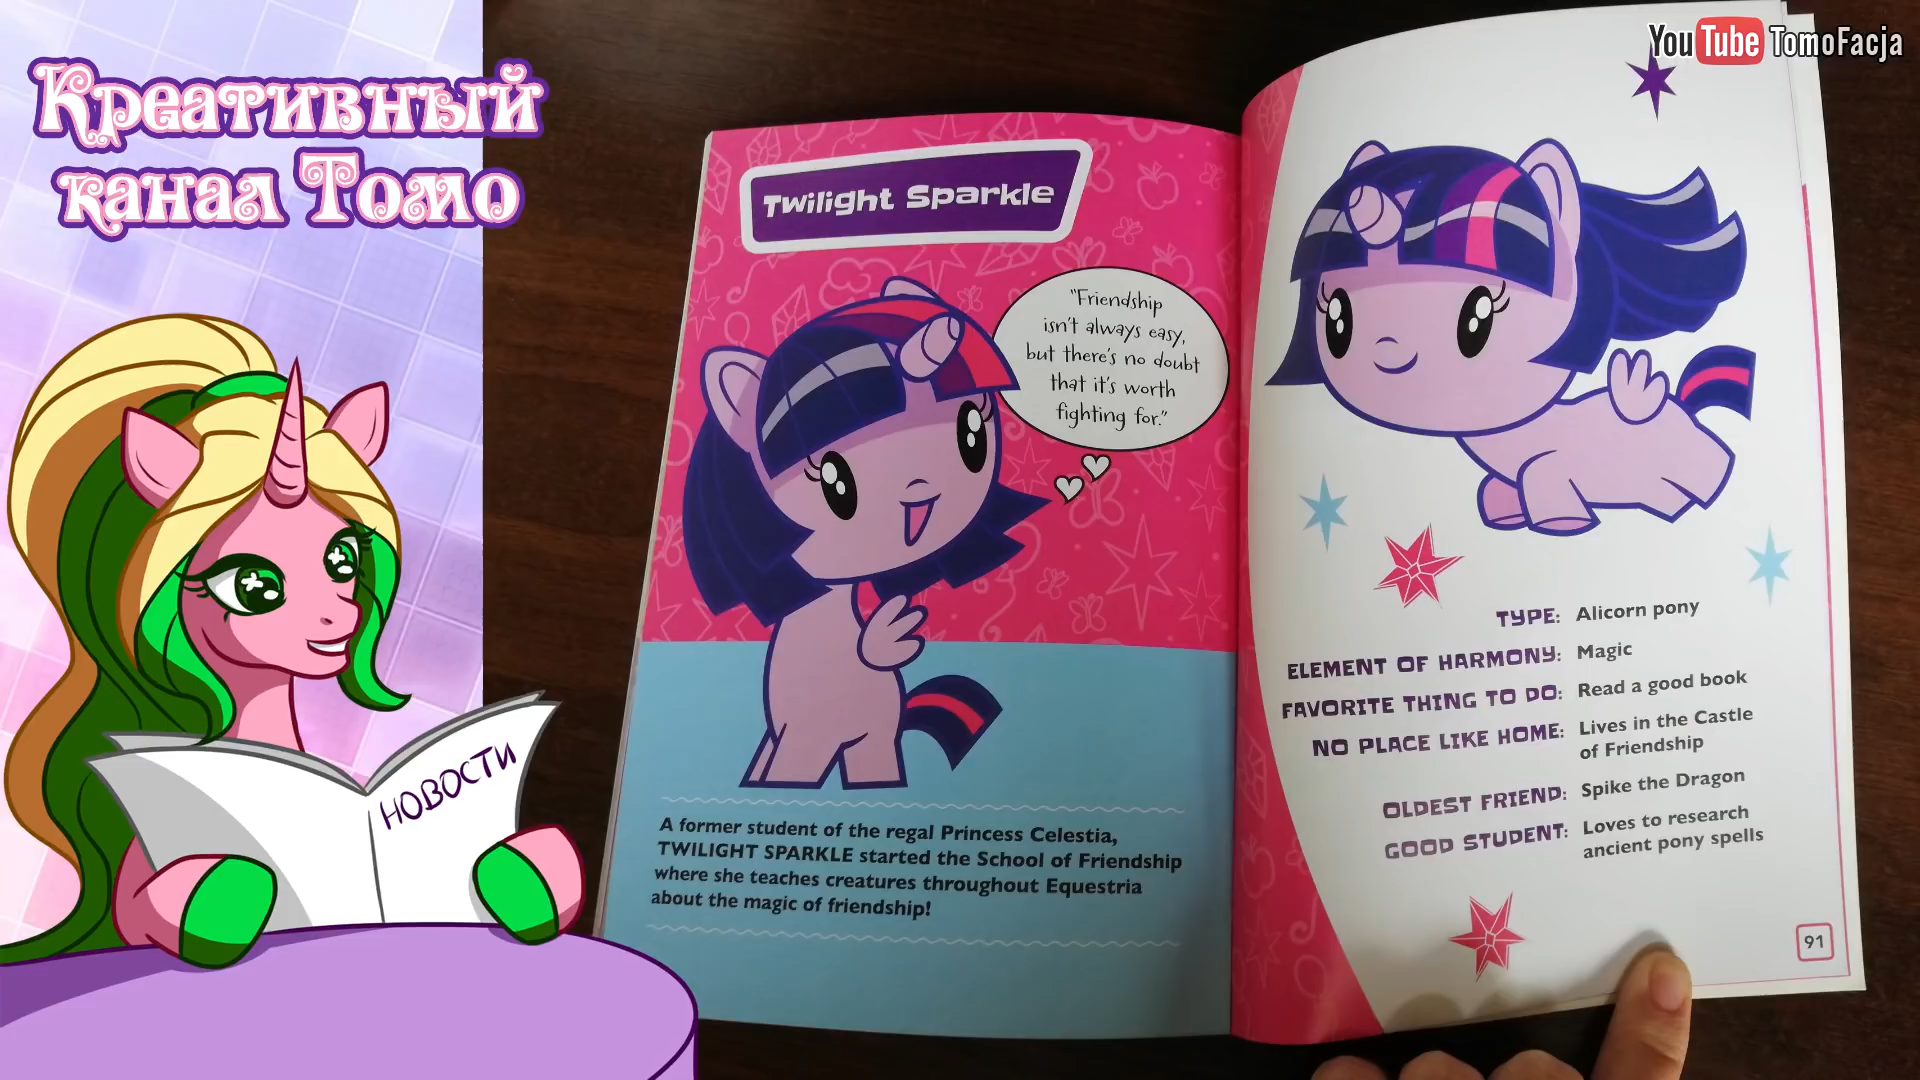 Креативный
канал Томо
НОВОСТИ
YouTube TomoFacja
Twilight Sparkle
"Friendship
isn't always easy,
but there's no doubt
that it's worth
fighting for."
A former student of the regal Princess Celestia,
TWILIGHT SPARKLE started the School of Friendship
where she teaches creatures throughout Equestria
about the magic of friendship!
TYPE: Alicorn pony
ELEMENT OF HARMONY: Magic
FAVORITE THING TO DO: Read a good book
NO PLACE LIKE HOME: Lives in the Castle
of Friendship
OLDEST FRIEND: Spike the Dragon
GOOD STUDENT: Loves to research
ancient pony spells
91